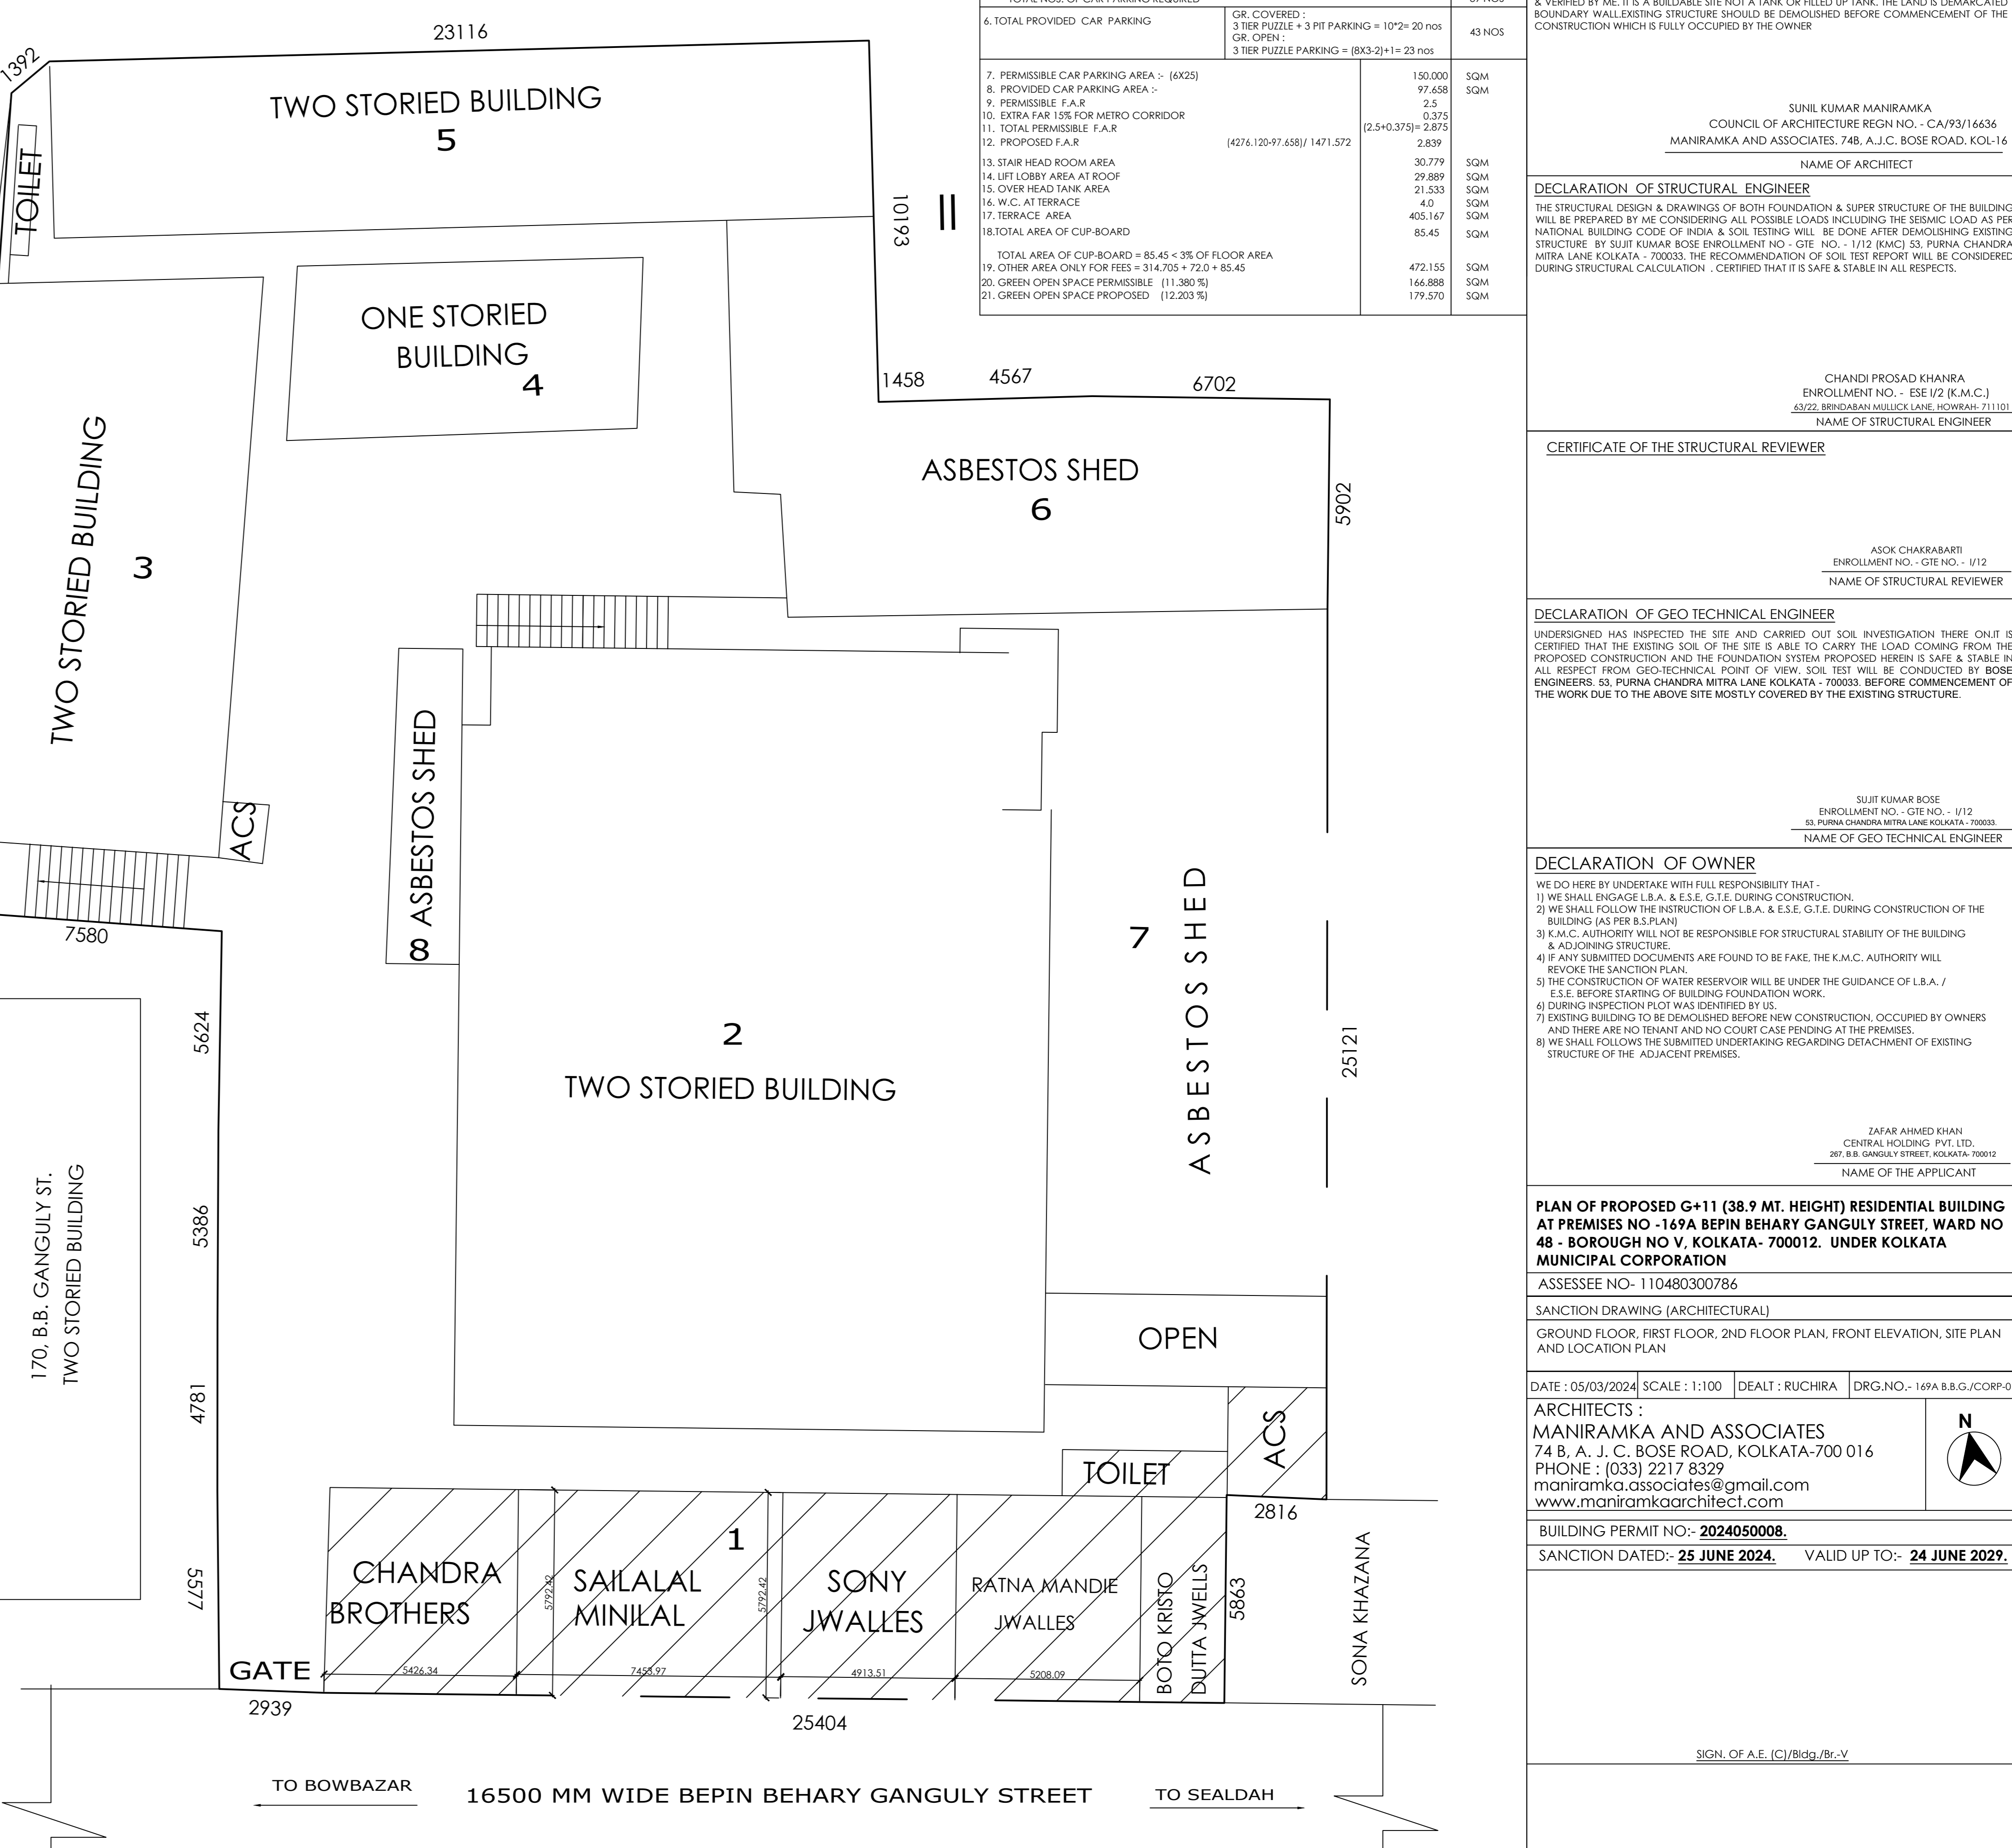 23116
1392
TWO STORIED BUILDING
5
TOILET
10193
II
ONE STORIED
BUILDING
4
1458
4567
6702
TWO STORIED BUILDING
3
ASBESTOS SHED
6
5902
ACS
ASBESTOS SHED
8
7580
ASBESTOS SHED
7
2
TWO STORIED BUILDING
5624
25121
5386
170, B.B. GANGULY ST.
TWO STORIED BUILDING
4781
OPEN
ACS
TOILET
2816
1
5577
CHANDRA
BROTHERS
5792.42
SAILALAL
MINILAL
5792.42
SONY
JWALLES
RATNA MANDIE
JWALLES
BOTO KRISTO
DUTTA JWELLS
5863
SONA KHAZANA
GATE
5426.34
7453.97
4913.51
5208.09
2939
25404
TO BOWBAZAR
16500 MM WIDE BEPIN BEHARY GANGULY STREET
TO SEALDAH
TOTAL NOS. OF CAR PARKING REQUIRED
6. TOTAL PROVIDED CAR PARKING
GR. COVERED :
3 TIER PUZZLE + 3 PIT PARKING = 10*2= 20 nos
GR. OPEN :
3 TIER PUZZLE PARKING = (8X3-2)+1= 23 nos
43 NOS
7. PERMISSIBLE CAR PARKING AREA :- (6X25) 150.000 SQM
8. PROVIDED CAR PARKING AREA :- 97.658 SQM
9. PERMISSIBLE F.A.R 2.5
10. EXTRA FAR 15% FOR METRO CORRIDOR 0.375
11. TOTAL PERMISSIBLE F.A.R (2.5+0.375)= 2.875
12. PROPOSED F.A.R (4276.120-97.658)/ 1471.572 2.839
13. STAIR HEAD ROOM AREA 30.779 SQM
14. LIFT LOBBY AREA AT ROOF 29.889 SQM
15. OVER HEAD TANK AREA 21.533 SQM
16. W.C. AT TERRACE 4.0 SQM
17. TERRACE AREA 405.167 SQM
18.TOTAL AREA OF CUP-BOARD 85.45 SQM
TOTAL AREA OF CUP-BOARD = 85.45 < 3% OF FLOOR AREA
19. OTHER AREA ONLY FOR FEES = 314.705 + 72.0 + 85.45 472.155 SQM
20. GREEN OPEN SPACE PERMISSIBLE (11.380 %) 166.888 SQM
21. GREEN OPEN SPACE PROPOSED (12.203 %) 179.570 SQM
& VERIFIED BY ME. IT IS A BUILDABLE SITE NOT A TANK OR FILLED UP TANK. THE LAND IS DEMARCATED
BOUNDARY WALL.EXISTING STRUCTURE SHOULD BE DEMOLISHED BEFORE COMMENCEMENT OF THE
CONSTRUCTION WHICH IS FULLY OCCUPIED BY THE OWNER
SUNIL KUMAR MANIRAMKA
COUNCIL OF ARCHITECTURE REGN NO. - CA/93/16636
MANIRAMKA AND ASSOCIATES. 74B, A.J.C. BOSE ROAD. KOL-16
NAME OF ARCHITECT
DECLARATION OF STRUCTURAL ENGINEER
THE STRUCTURAL DESIGN & DRAWINGS OF BOTH FOUNDATION & SUPER STRUCTURE OF THE BUILDING
WILL BE PREPARED BY ME CONSIDERING ALL POSSIBLE LOADS INCLUDING THE SEISMIC LOAD AS PER
NATIONAL BUILDING CODE OF INDIA & SOIL TESTING WILL BE DONE AFTER DEMOLISHING EXISTING
STRUCTURE BY SUJIT KUMAR BOSE ENROLLMENT NO - GTE NO. - 1/12 (KMC) 53, PURNA CHANDRA
MITRA LANE KOLKATA - 700033. THE RECOMMENDATION OF SOIL TEST REPORT WILL BE CONSIDERED
DURING STRUCTURAL CALCULATION . CERTIFIED THAT IT IS SAFE & STABLE IN ALL RESPECTS.
CHANDI PROSAD KHANRA
ENROLLMENT NO. - ESE I/2 (K.M.C.)
63/22, BRINDABAN MULLICK LANE, HOWRAH- 711101
NAME OF STRUCTURAL ENGINEER
CERTIFICATE OF THE STRUCTURAL REVIEWER
ASOK CHAKRABARTI
ENROLLMENT NO. - GTE NO. - I/12
NAME OF STRUCTURAL REVIEWER
DECLARATION OF GEO TECHNICAL ENGINEER
UNDERSIGNED HAS INSPECTED THE SITE AND CARRIED OUT SOIL INVESTIGATION THERE ON.IT IS
CERTIFIED THAT THE EXISTING SOIL OF THE SITE IS ABLE TO CARRY THE LOAD COMING FROM THE
PROPOSED CONSTRUCTION AND THE FOUNDATION SYSTEM PROPOSED HEREIN IS SAFE & STABLE IN
ALL RESPECT FROM GEO-TECHNICAL POINT OF VIEW. SOIL TEST WILL BE CONDUCTED BY BOSE
ENGINEERS. 53, PURNA CHANDRA MITRA LANE KOLKATA - 700033. BEFORE COMMENCEMENT OF
THE WORK DUE TO THE ABOVE SITE MOSTLY COVERED BY THE EXISTING STRUCTURE.
SUJIT KUMAR BOSE
ENROLLMENT NO. - GTE NO. - I/12
53, PURNA CHANDRA MITRA LANE KOLKATA - 700033.
NAME OF GEO TECHNICAL ENGINEER
DECLARATION OF OWNER
WE DO HERE BY UNDERTAKE WITH FULL RESPONSIBILITY THAT -
1) WE SHALL ENGAGE L.B.A. & E.S.E, G.T.E. DURING CONSTRUCTION.
2) WE SHALL FOLLOW THE INSTRUCTION OF L.B.A. & E.S.E, G.T.E. DURING CONSTRUCTION OF THE
BUILDING (AS PER B.S.PLAN)
3) K.M.C. AUTHORITY WILL NOT BE RESPONSIBLE FOR STRUCTURAL STABILITY OF THE BUILDING
& ADJOINING STRUCTURE.
4) IF ANY SUBMITTED DOCUMENTS ARE FOUND TO BE FAKE, THE K.M.C. AUTHORITY WILL
REVOKE THE SANCTION PLAN.
5) THE CONSTRUCTION OF WATER RESERVOIR WILL BE UNDER THE GUIDANCE OF L.B.A. /
E.S.E. BEFORE STARTING OF BUILDING FOUNDATION WORK.
6) DURING INSPECTION PLOT WAS IDENTIFIED BY US.
7) EXISTING BUILDING TO BE DEMOLISHED BEFORE NEW CONSTRUCTION, OCCUPIED BY OWNERS
AND THERE ARE NO TENANT AND NO COURT CASE PENDING AT THE PREMISES.
8) WE SHALL FOLLOWS THE SUBMITTED UNDERTAKING REGARDING DETACHMENT OF EXISTING
STRUCTURE OF THE ADJACENT PREMISES.
ZAFAR AHMED KHAN
CENTRAL HOLDING PVT. LTD.
267, B.B. GANGULY STREET, KOLKATA- 700012
NAME OF THE APPLICANT
PLAN OF PROPOSED G+11 (38.9 MT. HEIGHT) RESIDENTIAL BUILDING
AT PREMISES NO -169A BEPIN BEHARY GANGULY STREET, WARD NO
48 - BOROUGH NO V, KOLKATA- 700012. UNDER KOLKATA
MUNICIPAL CORPORATION
ASSESSEE NO- 110480300786
SANCTION DRAWING (ARCHITECTURAL)
GROUND FLOOR, FIRST FLOOR, 2ND FLOOR PLAN, FRONT ELEVATION, SITE PLAN
AND LOCATION PLAN
DATE : 05/03/2024 SCALE : 1:100 DEALT : RUCHIRA DRG.NO.- 169A B.B.G./CORP-0
ARCHITECTS :
MANIRAMKA AND ASSOCIATES
74 B, A. J. C. BOSE ROAD, KOLKATA-700 016
PHONE : (033) 2217 8329
maniramka.associates@gmail.com
www.maniramkaarchitect.com
N
BUILDING PERMIT NO:- 2024050008.
SANCTION DATED:- 25 JUNE 2024. VALID UP TO:- 24 JUNE 2029.
SIGN. OF A.E. (C)/Bldg./Br.-V